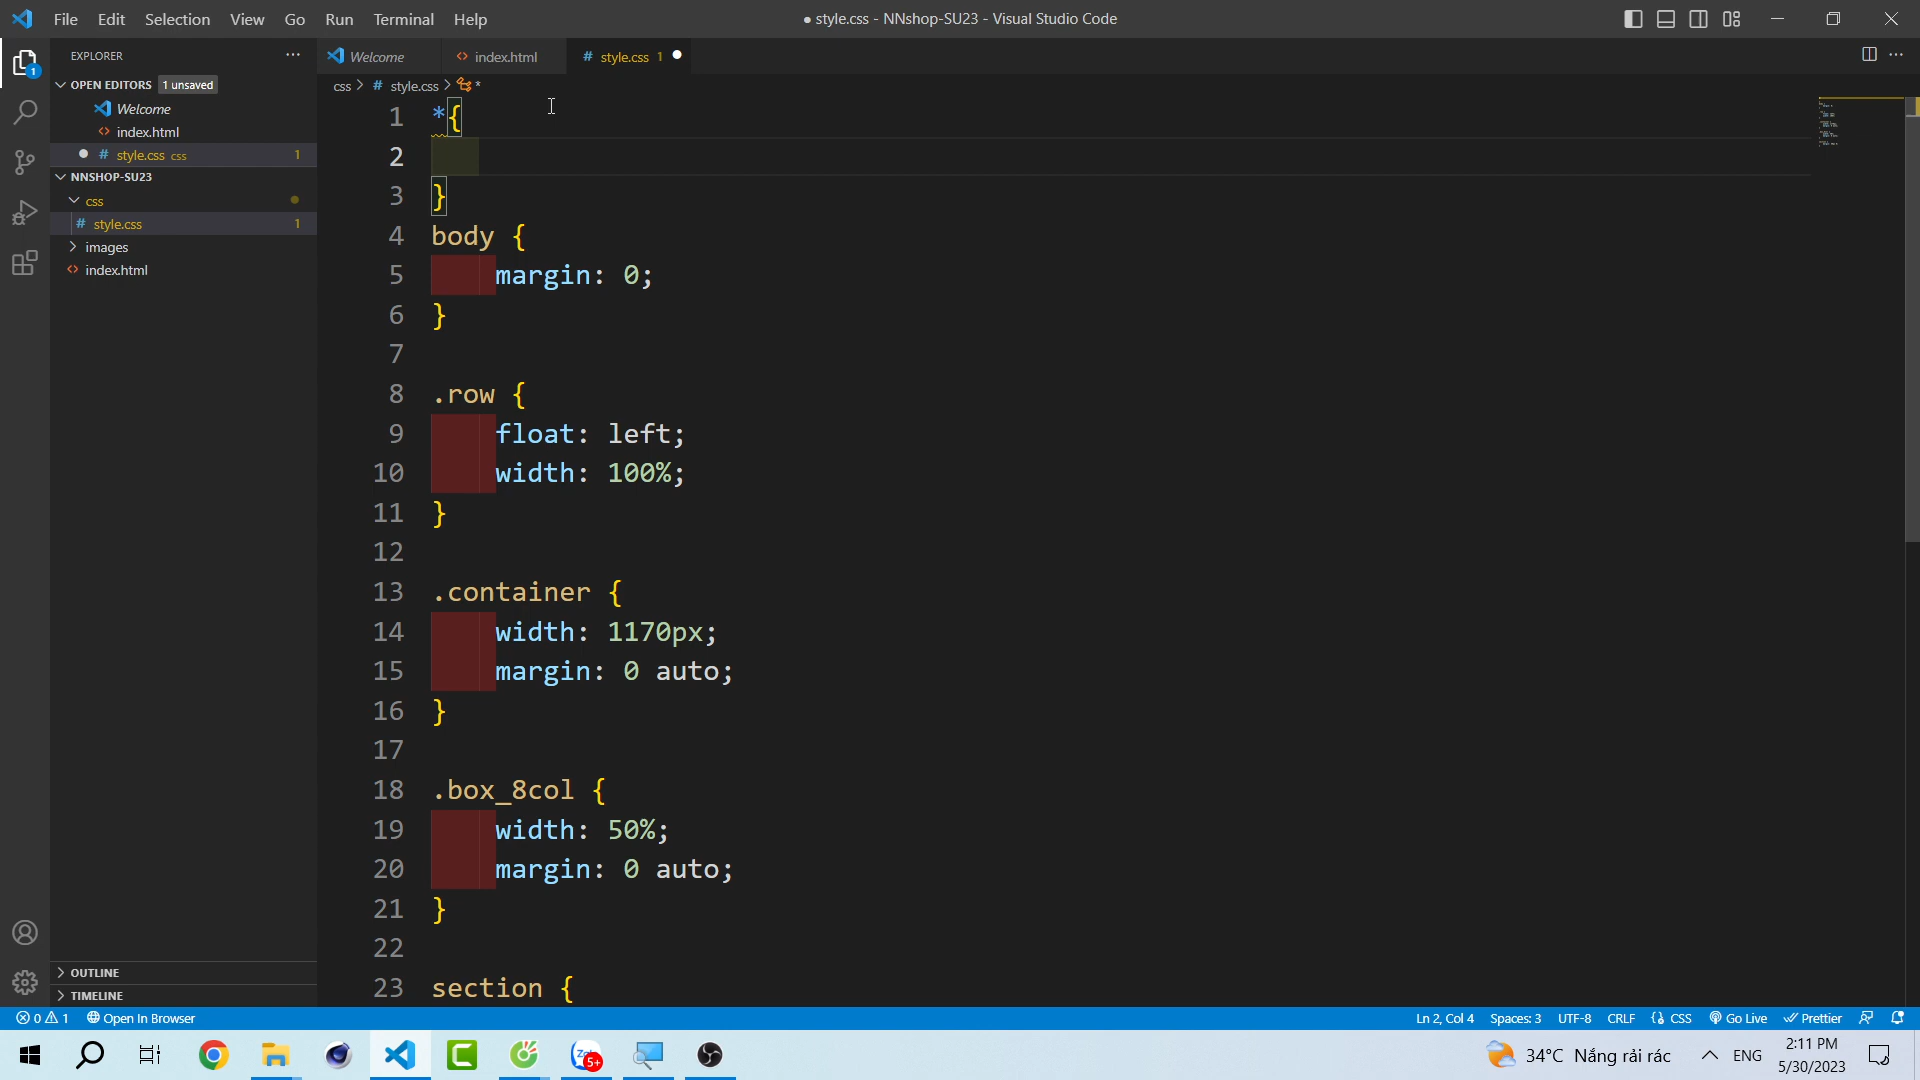 File Edit Selection View Go Run Terminal Help
● style.css - NNshop-SU23 - Visual Studio Code
EXPLORER
OPEN EDITORS 1 unsaved
Welcome
index.html
# style.css css 1
NNSHOP-SU23
css
# style.css 1
images
index.html
OUTLINE
TIMELINE
1
Welcome
index.html
# style.css 1
css > # style.css > *
1 *{
2
3 }
4 body {
5 margin: 0;
6 }
7
8 .row {
9 float: left;
10 width: 100%;
11 }
12
13 .container {
14 width: 1170px;
15 margin: 0 auto;
16 }
17
18 .box_8col {
19 width: 50%;
20 margin: 0 auto;
21 }
22
23 section {
0 1 Open In Browser
Ln 2, Col 4 Spaces: 3 UTF-8 CRLF CSS Go Live Prettier
5+
34°C Nắng rải rác ENG
2:11 PM
5/30/2023